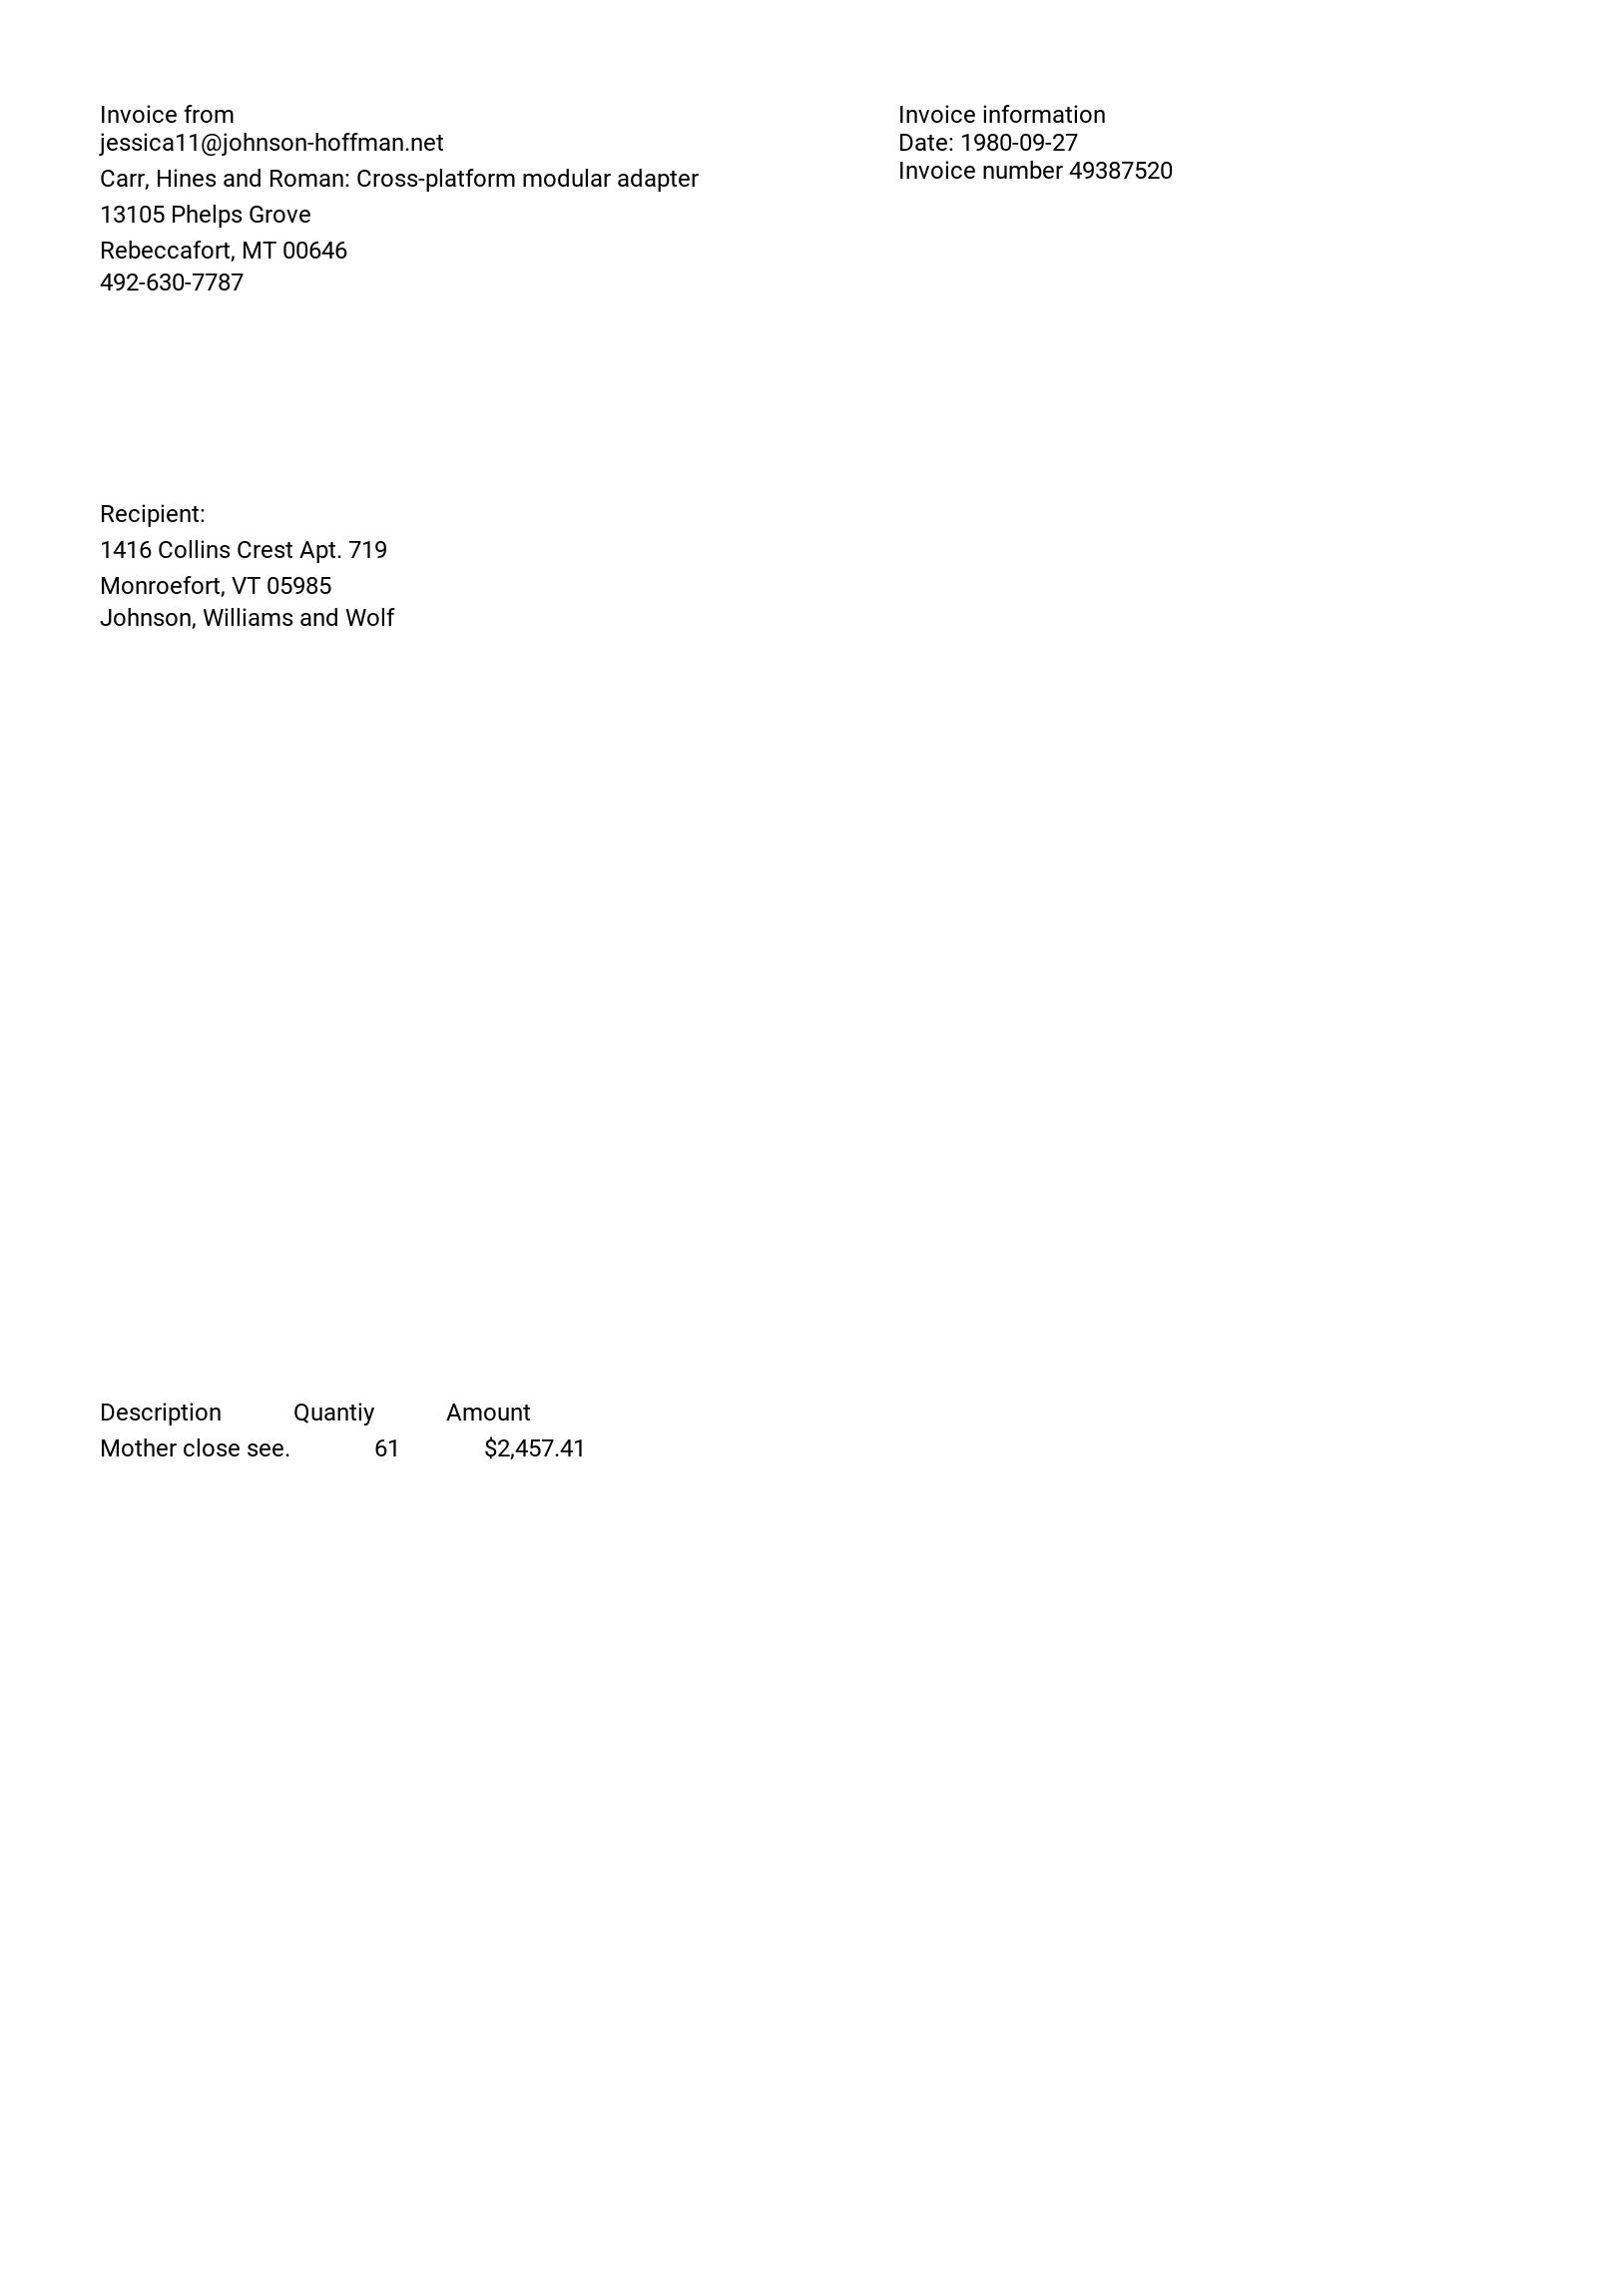 Invoice from
jessica11@johnson-hoffman.net
Carr, Hines and Roman: Cross-platform modular adapter
13105 Phelps Grove
Rebeccafort, MT 00646
492-630-7787
Invoice information
Date: 1980-09-27
Invoice number 49387520
Recipient:
1416 Collins Crest Apt. 719
Monroefort, VT 05985
Johnson, Williams and Wolf
Description Quantiy Amount
Mother close see. 61 $2,457.41